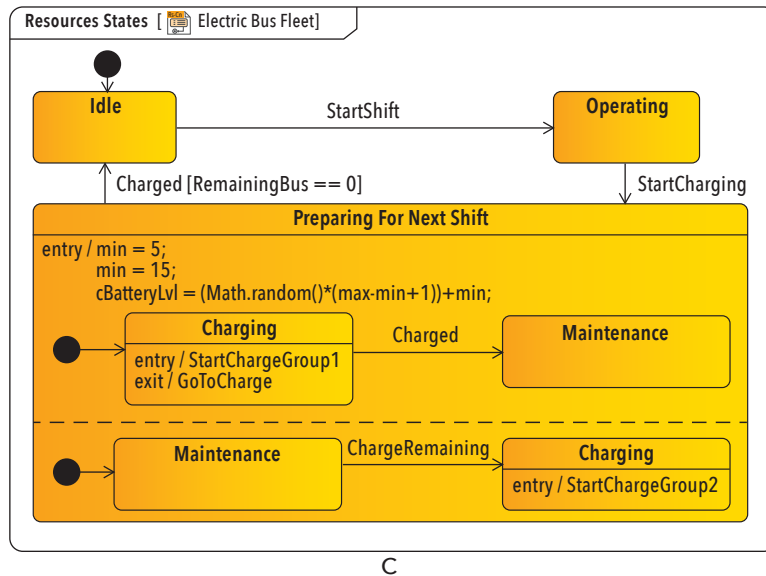 Resources States [ Electric Bus Fleet]
Idle
StartShift
Operating
Charged [RemainingBus == 0]
StartCharging
Preparing For Next Shift
entry / min = 5;
min = 15;
cBatteryLvl = (Math.random()*(max-min+1))+min;
Charging
entry / StartChargeGroup1
exit / GoToCharge
Charged
Maintenance
Maintenance
ChargeRemaining
Charging
entry / StartChargeGroup2
C